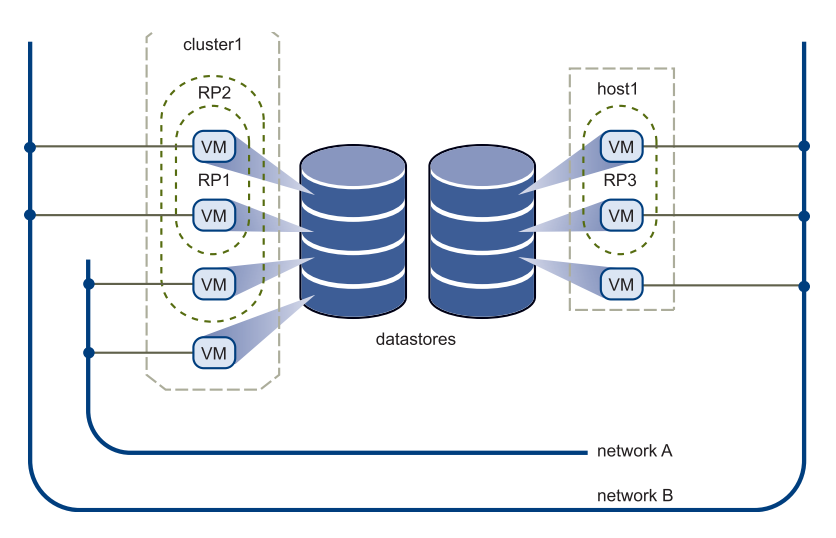 cluster1
RP2
VM
RP1
VM
VM
VM
host1
VM
RP3
VM
VM
datastores
network A
network B